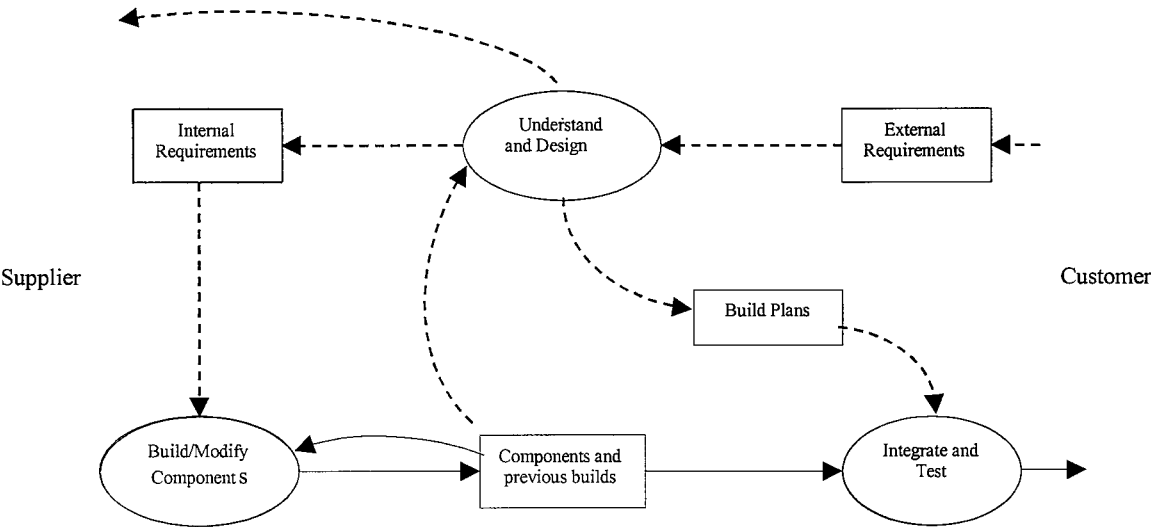 Understand
and Design
Internal
Requirements
External
Requirements
Supplier
Customer
Build Plans
Build/Modify
Component s
Components and
previous builds
Integrate and
Test